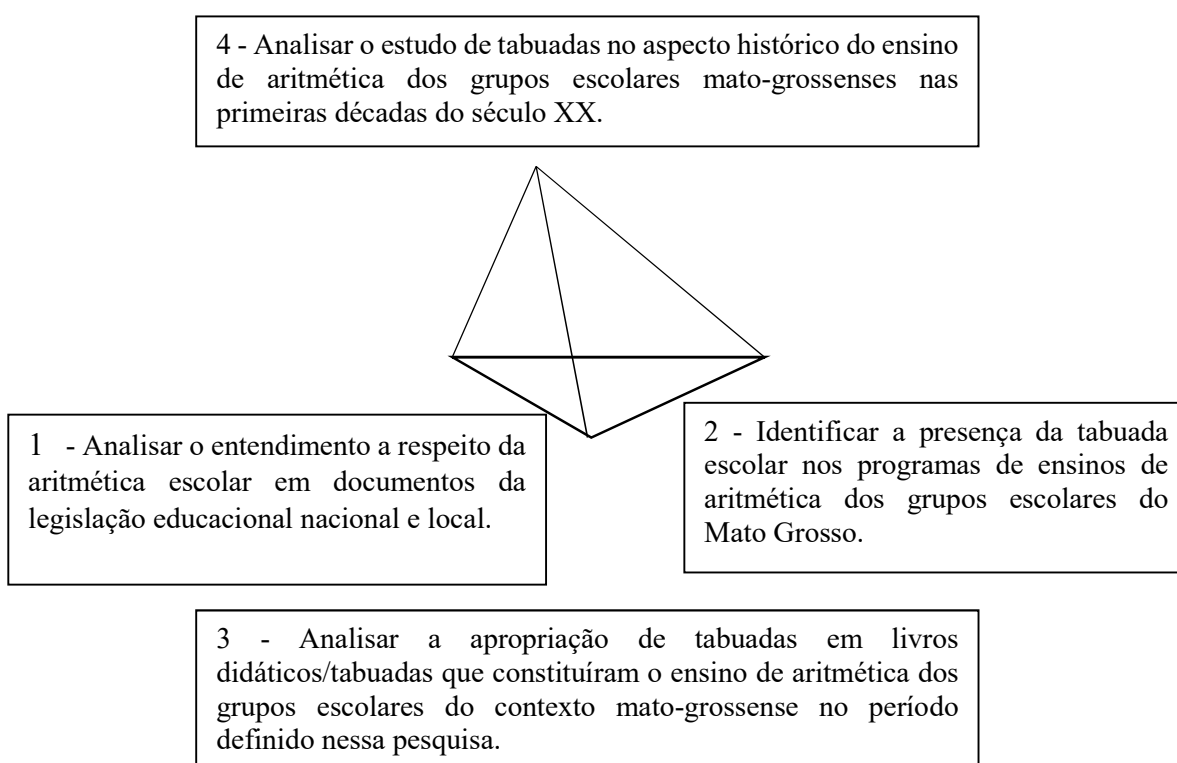 4 - Analisar o estudo de tabuadas no aspecto histórico do ensino
de aritmética dos grupos escolares mato-grossenses nas
primeiras décadas do século XX.
1 - Analisar o entendimento a respeito da
aritmética escolar em documentos da
legislação educacional nacional e local.
2 - Identificar a presença da tabuada
escolar nos programas de ensinos de
aritmética dos grupos escolares do
Mato Grosso.
3 - Analisar a apropriação de tabuadas em livros
didáticos/tabuadas que constituíram o ensino de aritmética dos
grupos escolares do contexto mato-grossense no período
definido nessa pesquisa.